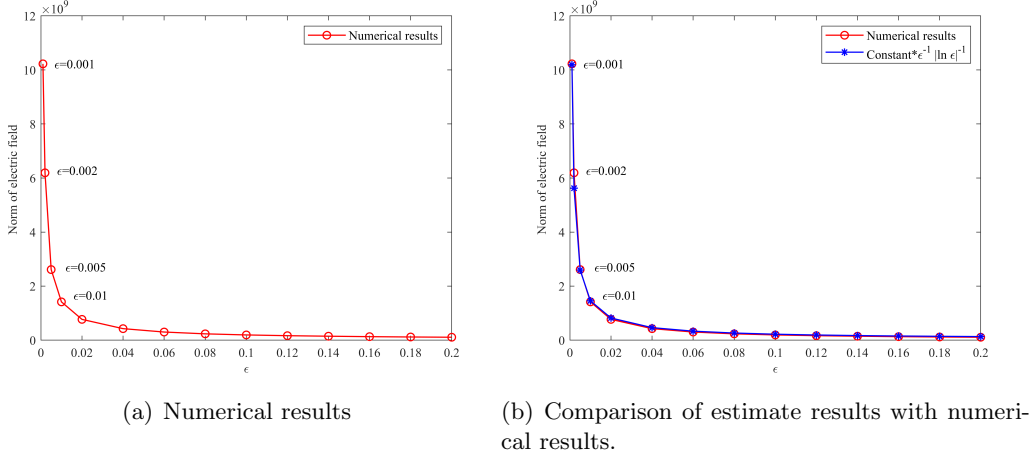 ×10⁹
12
10
8
6
4
2
0
Norm of electric field
Numerical results
ϵ=0.001
ϵ=0.002
ϵ=0.005
ϵ=0.01
0 0.02 0.04 0.06 0.08 0.1 0.12 0.14 0.16 0.18 0.2
ϵ
(a) Numerical results
×10⁹
12
10
8
6
4
2
0
Norm of electric field
Numerical results
Constant*ϵ⁻¹ |ln ϵ|⁻¹
ϵ=0.001
ϵ=0.002
ϵ=0.005
ϵ=0.01
0 0.02 0.04 0.06 0.08 0.1 0.12 0.14 0.16 0.18 0.2
ϵ
(b) Comparison of estimate results with numeri-
cal results.